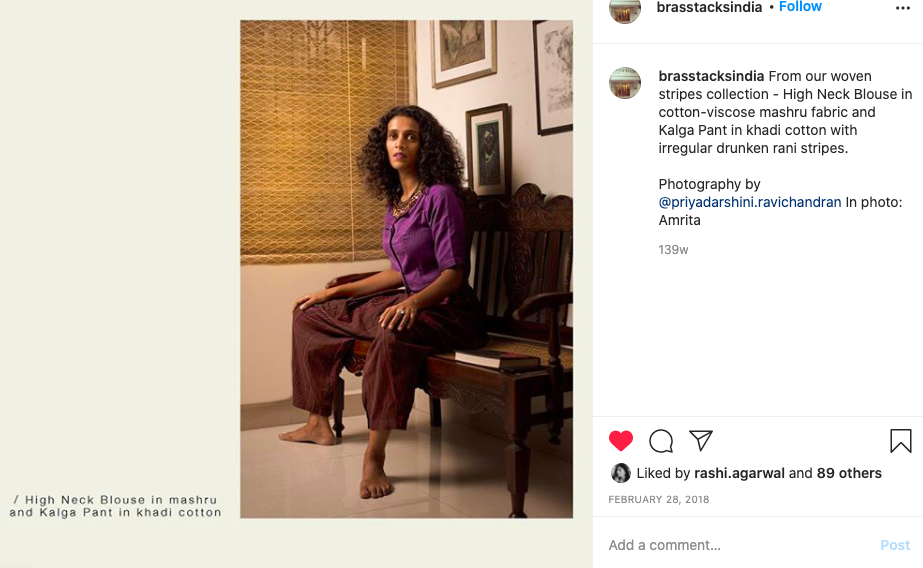 brasstacksindia • Follow
brasstacksindia From our woven
stripes collection - High Neck Blouse in
cotton-viscose mashru fabric and
Kalga Pant in khadi cotton with
irregular drunken rani stripes.
Photography by
@priyadarshini.ravichandran In photo:
Amrita
139w
/ High Neck Blouse in mashru
and Kalga Pant in khadi cotton
Liked by rashi.agarwal and 89 others
FEBRUARY 28, 2018
Add a comment... Post